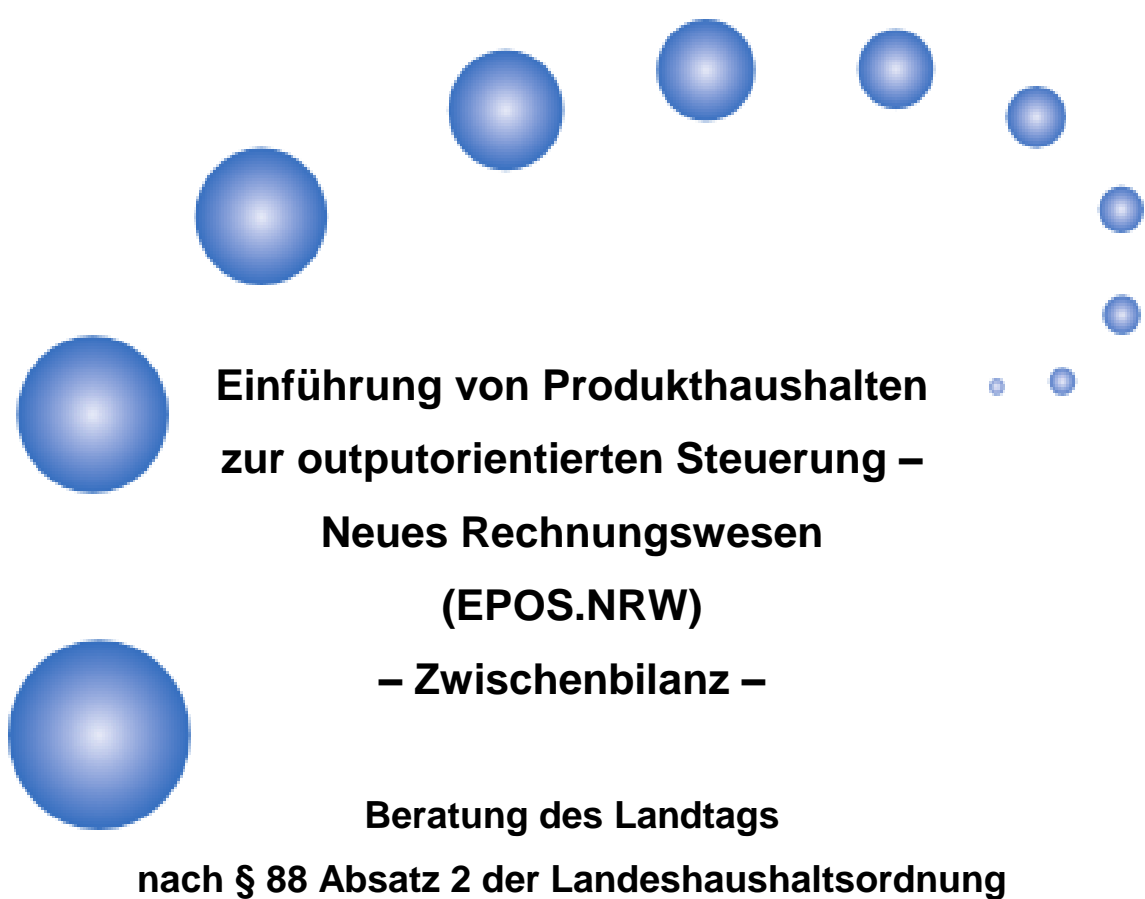 Einführung von Produkthaushalten
zur outputorientierten Steuerung –
Neues Rechnungswesen
(EPOS.NRW)
– Zwischenbilanz –
Beratung des Landtags
nach § 88 Absatz 2 der Landeshaushaltsordnung